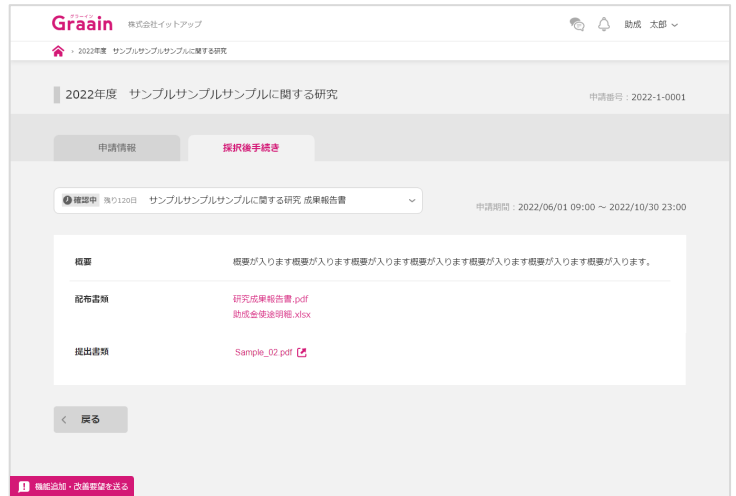 グラーイン
Graain 株式会社イットアップ 助成 太郎
2022年度 サンプルサンプルサンプルに関する研究
2022年度 サンプルサンプルサンプルに関する研究 申請番号：2022-1-0001
申請情報 採択後手続き
確認中 残り120日 サンプルサンプルサンプルに関する研究 成果報告書 申請期間：2022/06/01 09:00 ～ 2022/10/30 23:00
概要 概要が入ります概要が入ります概要が入ります概要が入ります概要が入ります概要が入ります概要が入ります。
配布書類 研究成果報告書.pdf
助成金使途明細.xlsx
提出書類 Sample_02.pdf
戻る
機能追加・改善要望を送る